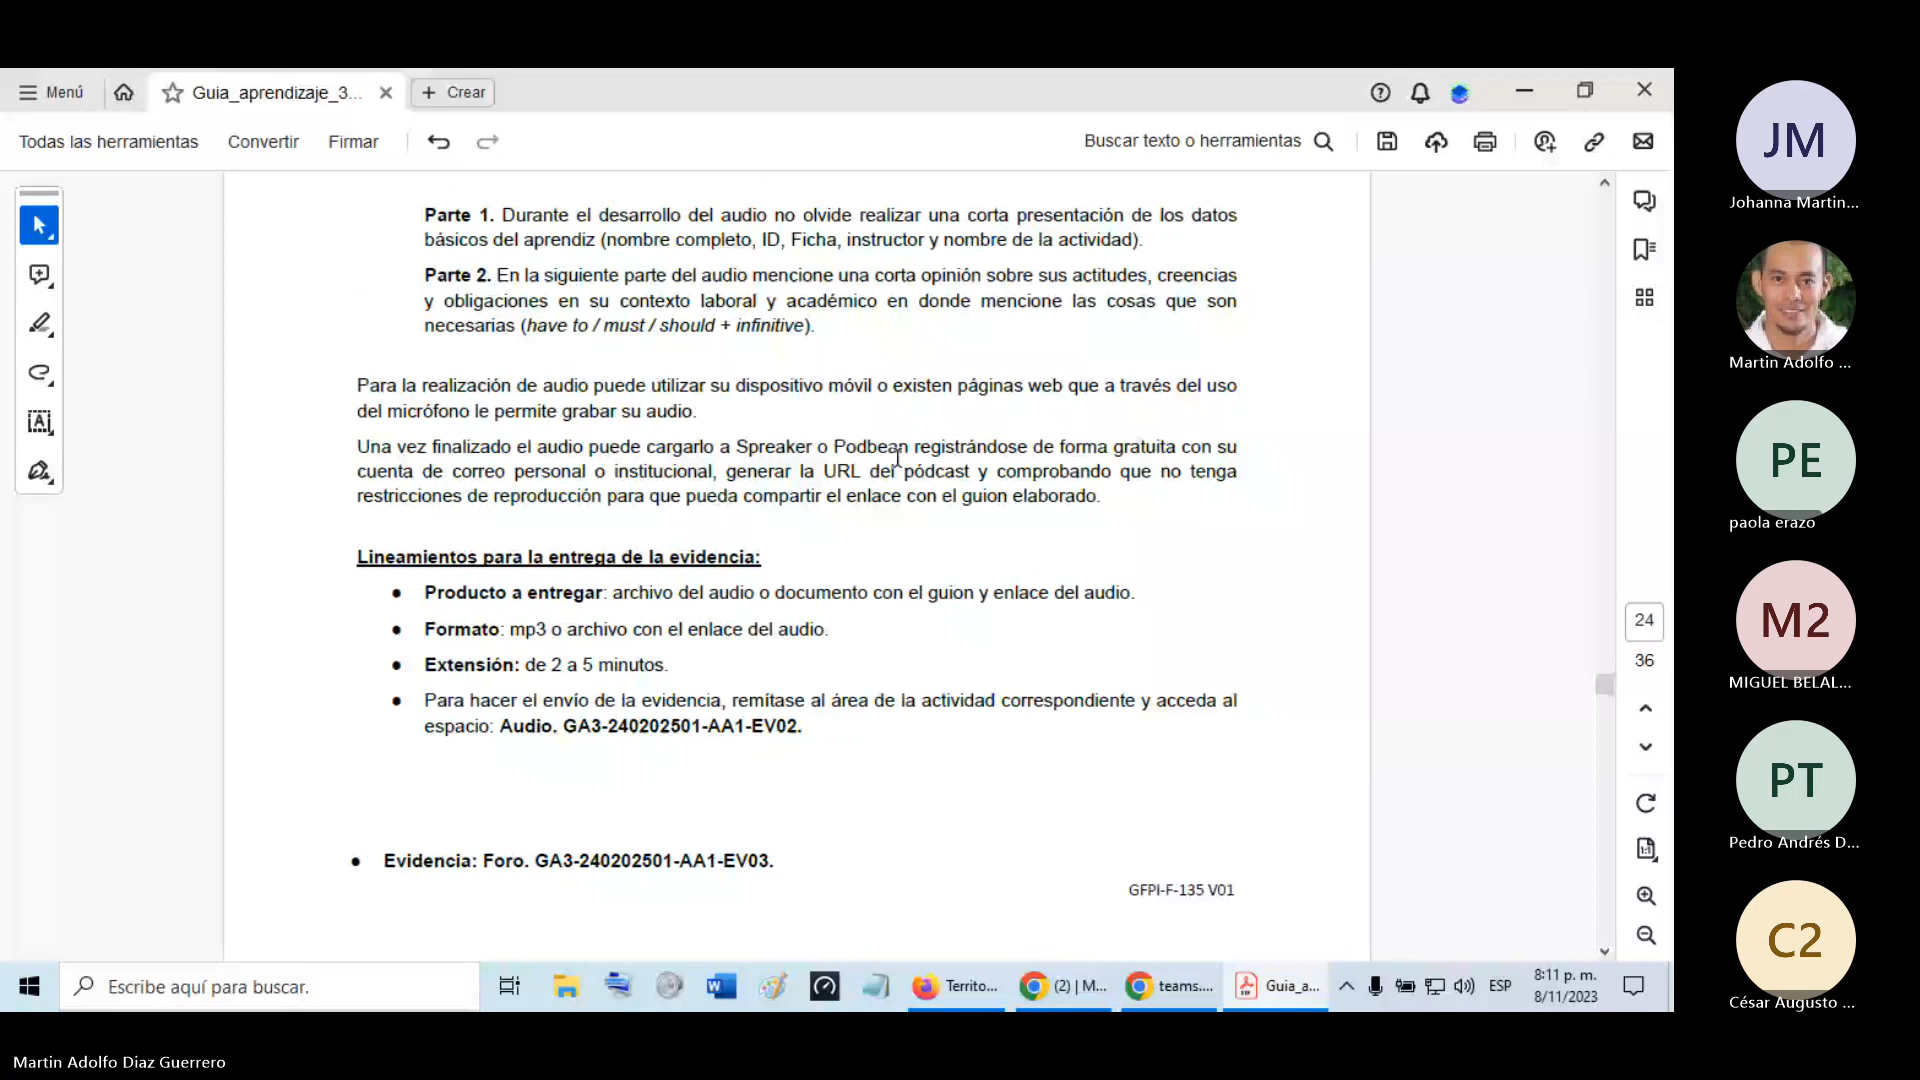 Menú
Guia_aprendizaje_3...
Crear
Todas las herramientas
Convertir
Firmar
Buscar texto o herramientas
Parte 1. Durante el desarrollo del audio no olvide realizar una corta presentación de los datos
básicos del aprendiz (nombre completo, ID, Ficha, instructor y nombre de la actividad).
Parte 2. En la siguiente parte del audio mencione una corta opinión sobre sus actitudes, creencias
y obligaciones en su contexto laboral y académico en donde mencione las cosas que son
necesarias (have to / must / should + infinitive).
Para la realización de audio puede utilizar su dispositivo móvil o existen páginas web que a través del uso
del micrófono le permite grabar su audio.
Una vez finalizado el audio puede cargarlo a Spreaker o Podbean registrándose de forma gratuita con su
cuenta de correo personal o institucional, generar la URL del pódcast y comprobando que no tenga
restricciones de reproducción para que pueda compartir el enlace con el guion elaborado.
Lineamientos para la entrega de la evidencia:
● Producto a entregar: archivo del audio o documento con el guion y enlace del audio.
● Formato: mp3 o archivo con el enlace del audio.
● Extensión: de 2 a 5 minutos.
● Para hacer el envío de la evidencia, remítase al área de la actividad correspondiente y acceda al
espacio: Audio. GA3-240202501-AA1-EV02.
● Evidencia: Foro. GA3-240202501-AA1-EV03.
GFPI-F-135 V01
24
36
Escribe aquí para buscar.
Territo...
(2) | M...
teams....
Guia_a...
ESP
8:11 p. m.
8/11/2023
JM
Johanna Martin...
Martin Adolfo ...
PE
paola erazo
M2
MIGUEL BELAL...
PT
Pedro Andrés D...
C2
César Augusto ...
Martin Adolfo Diaz Guerrero